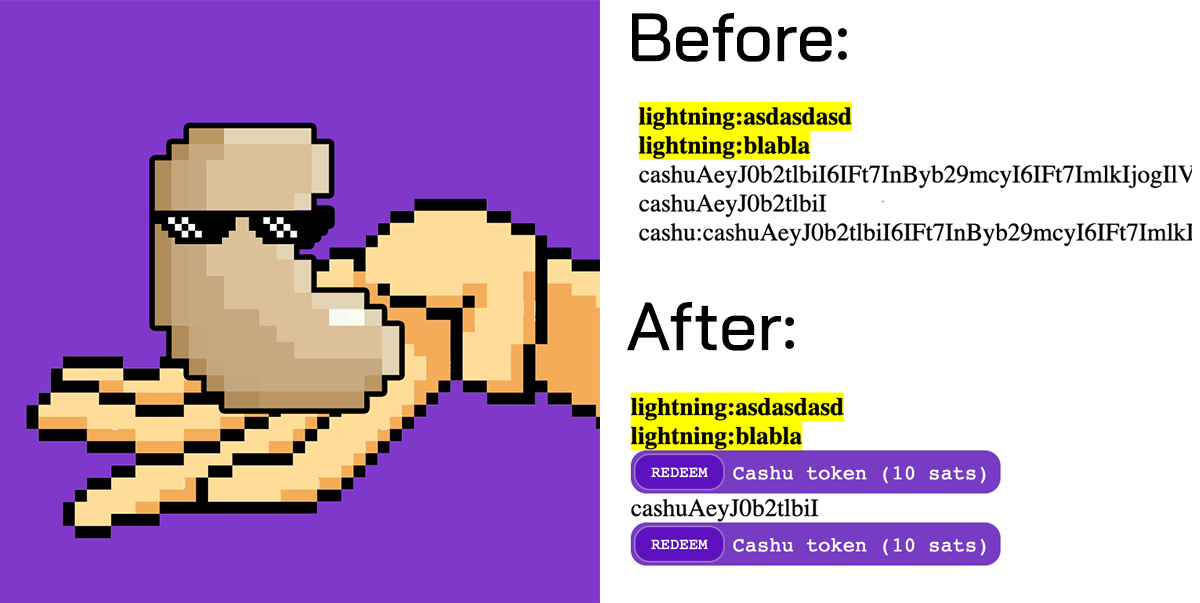 Before:
lightning:asdasdasd
lightning:blabla
cashuAeyJ0b2tlbiI6IFt7InByb29mcyI6IFt7ImlkIjogIlV
cashuAeyJ0b2tlbiI
cashu:cashuAeyJ0b2tlbiI6IFt7InByb29mcyI6IFt7ImlkI
After:
lightning:asdasdasd
lightning:blabla
REDEEM Cashu token (10 sats)
cashuAeyJ0b2tlbiI
REDEEM Cashu token (10 sats)